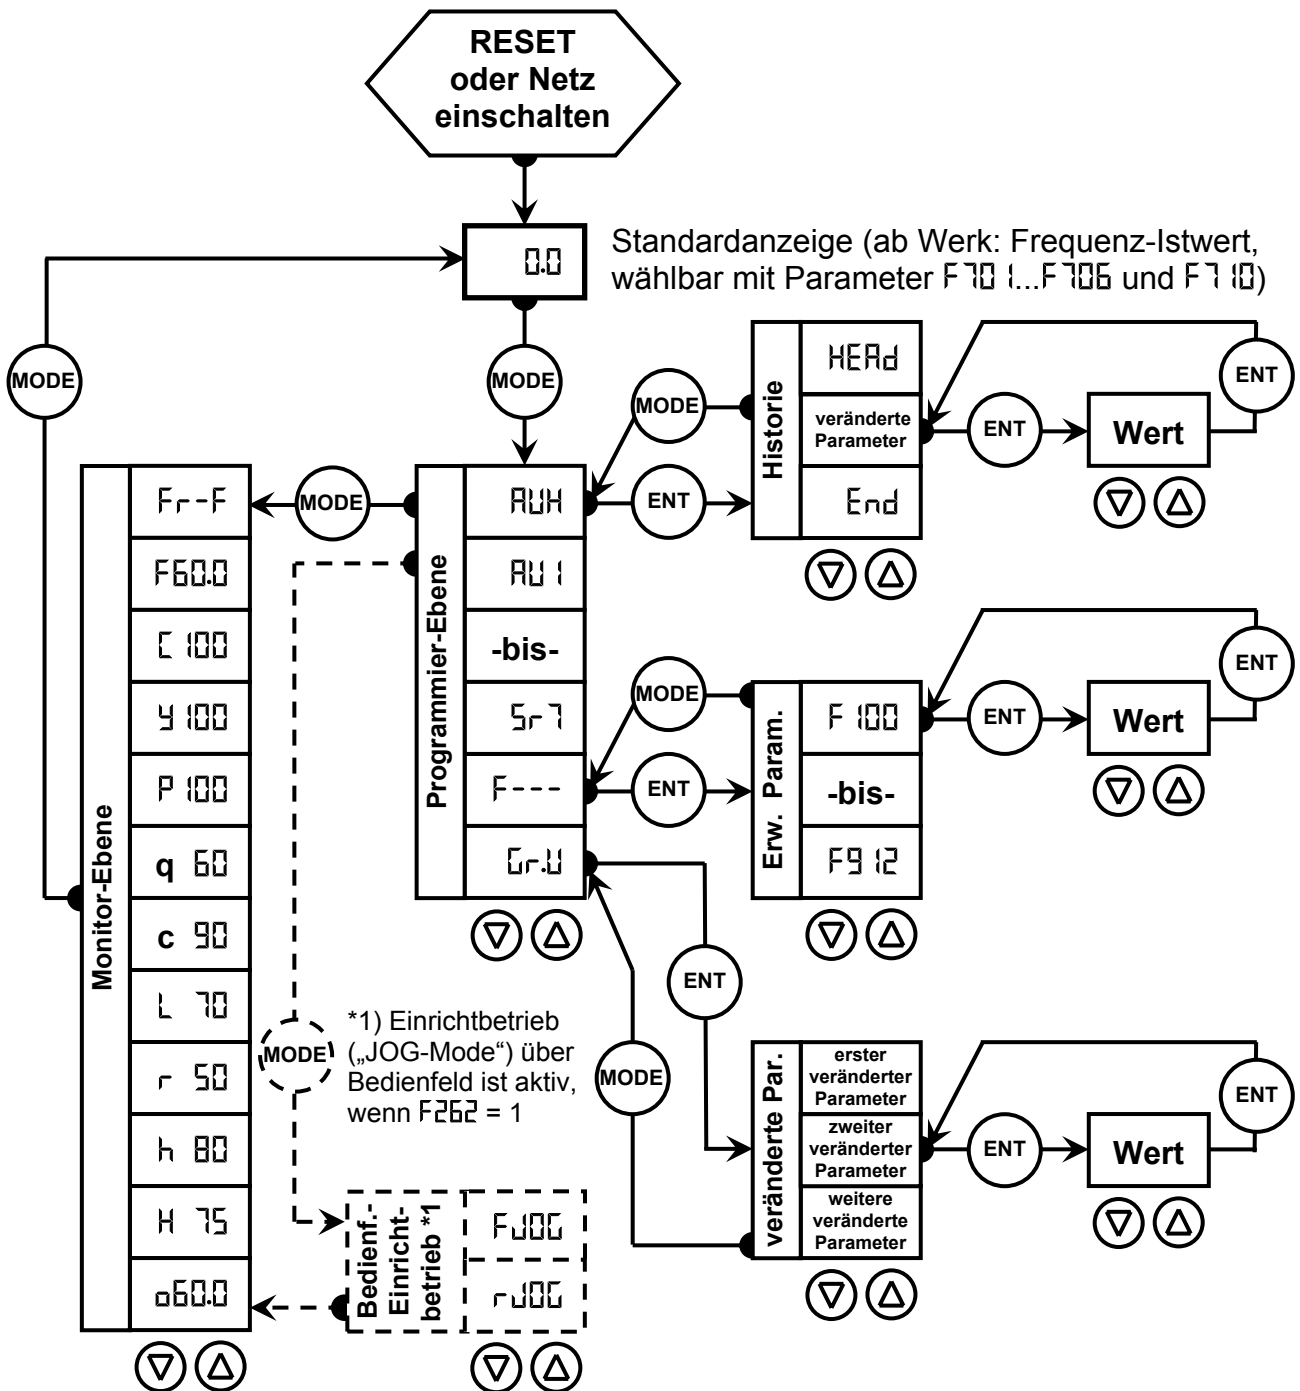 RESET
oder Netz
einschalten
0.0
Standardanzeige (ab Werk: Frequenz-Istwert,
wählbar mit Parameter F701...F706 und F710)
MODE
MODE
Historie
HEAd
veränderte
Parameter
End
MODE
ENT
ENT
Wert
ENT
Monitor-Ebene
Fr-F
F60.0
C 100
y 100
P 100
q 60
c 90
L 70
r 50
h 80
H 75
o60.0
MODE
Programmier-Ebene
AUH
AU1
-bis-
Sr7
F---
Gr.U
MODE
ENT
Erw. Param.
F 100
-bis-
F912
ENT
Wert
ENT
ENT
MODE
MODE
*1) Einrichtbetrieb
(„JOG-Mode“) über
Bedienfeld ist aktiv,
wenn F262 = 1
Bedienf.-
Einricht-
betrieb *1
FJOG
rJOG
veränderte Par.
erster
veränderter
Parameter
zweiter
veränderter
Parameter
weitere
veränderte
Parameter
ENT
Wert
ENT